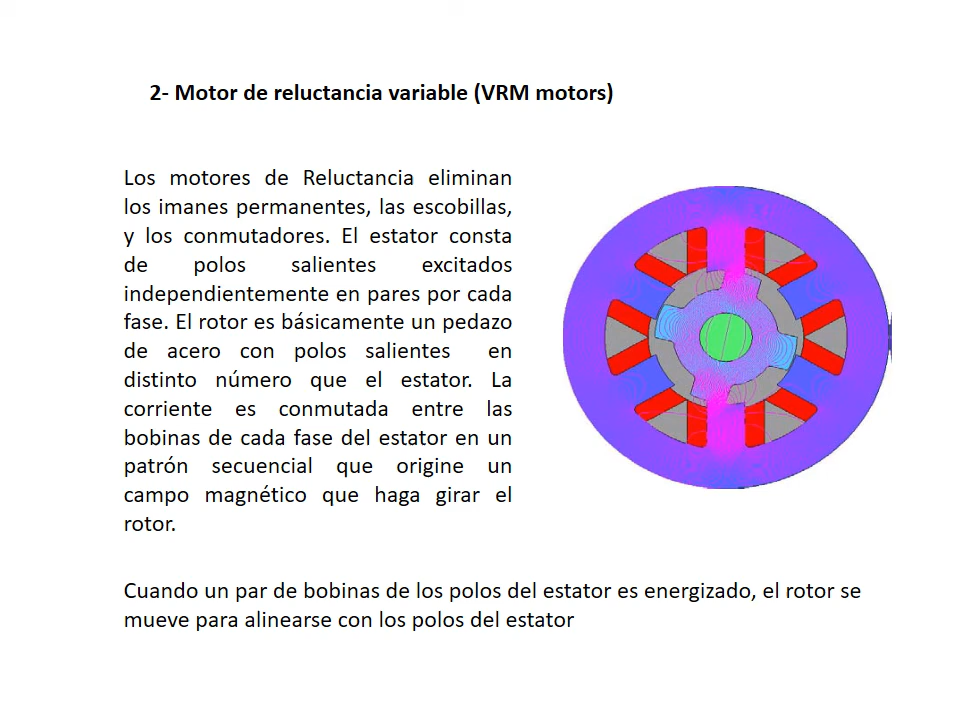 2- Motor de reluctancia variable (VRM motors)
Los motores de Reluctancia eliminan
los imanes permanentes, las escobillas,
y los conmutadores. El estator consta
de polos salientes excitados
independientemente en pares por cada
fase. El rotor es básicamente un pedazo
de acero con polos salientes en
distinto número que el estator. La
corriente es conmutada entre las
bobinas de cada fase del estator en un
patrón secuencial que origine un
campo magnético que haga girar el
rotor.
Cuando un par de bobinas de los polos del estator es energizado, el rotor se
mueve para alinearse con los polos del estator